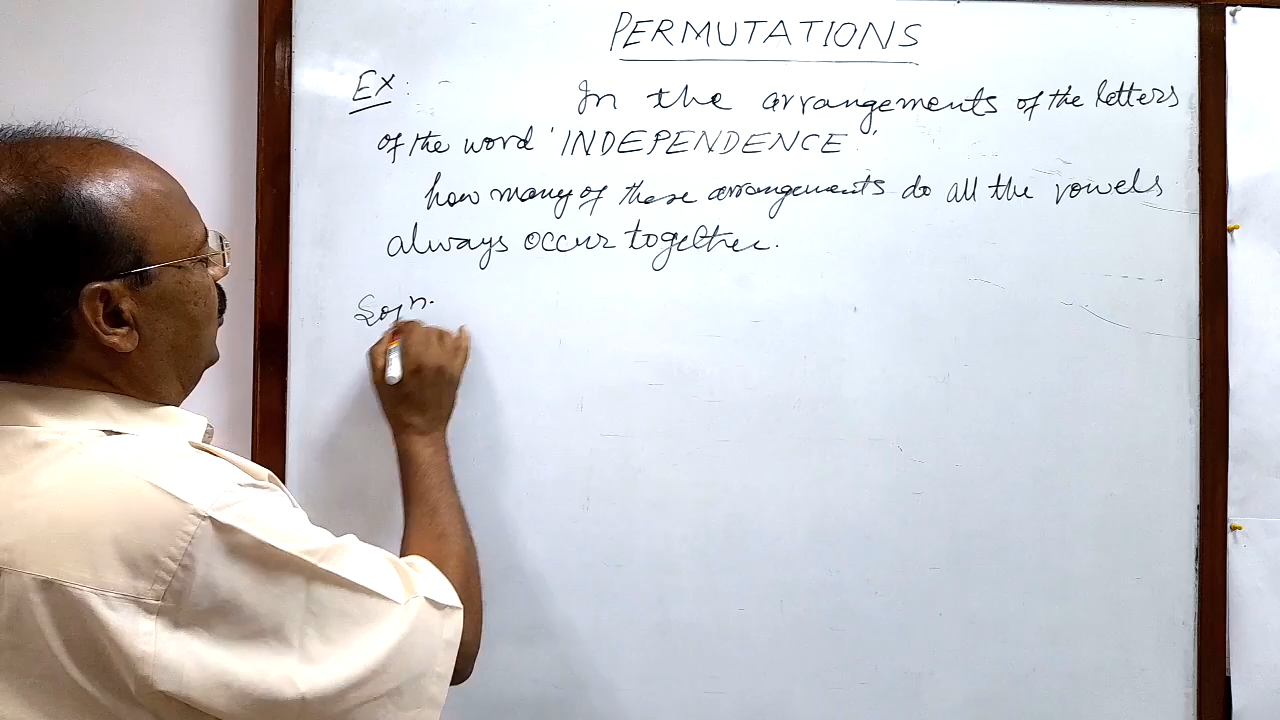 PERMUTATIONS
Ex: In the arrangements of the letters
of the word 'INDEPENDENCE'
how many of these arrangements do all the vowels
always occur together.
Soln.